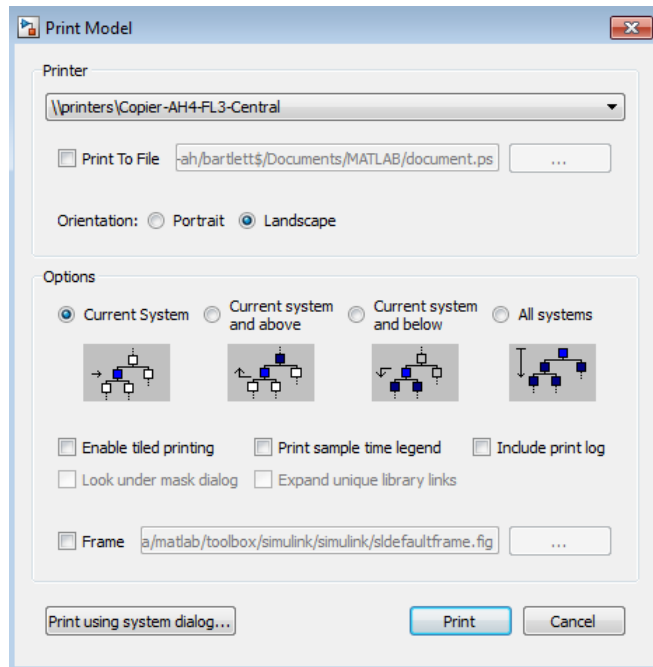 Print Model
Printer
\\printers\Copier-AH4-FL3-Central
Print To File -ah/bartlett$/Documents/MATLAB/document.ps ...
Orientation: Portrait Landscape
Options
Current System
Current system
and above
Current system
and below
All systems
Enable tiled printing Print sample time legend Include print log
Look under mask dialog Expand unique library links
Frame a/matlab/toolbox/simulink/simulink/sldefaultframe.fig ...
Print using system dialog... Print Cancel